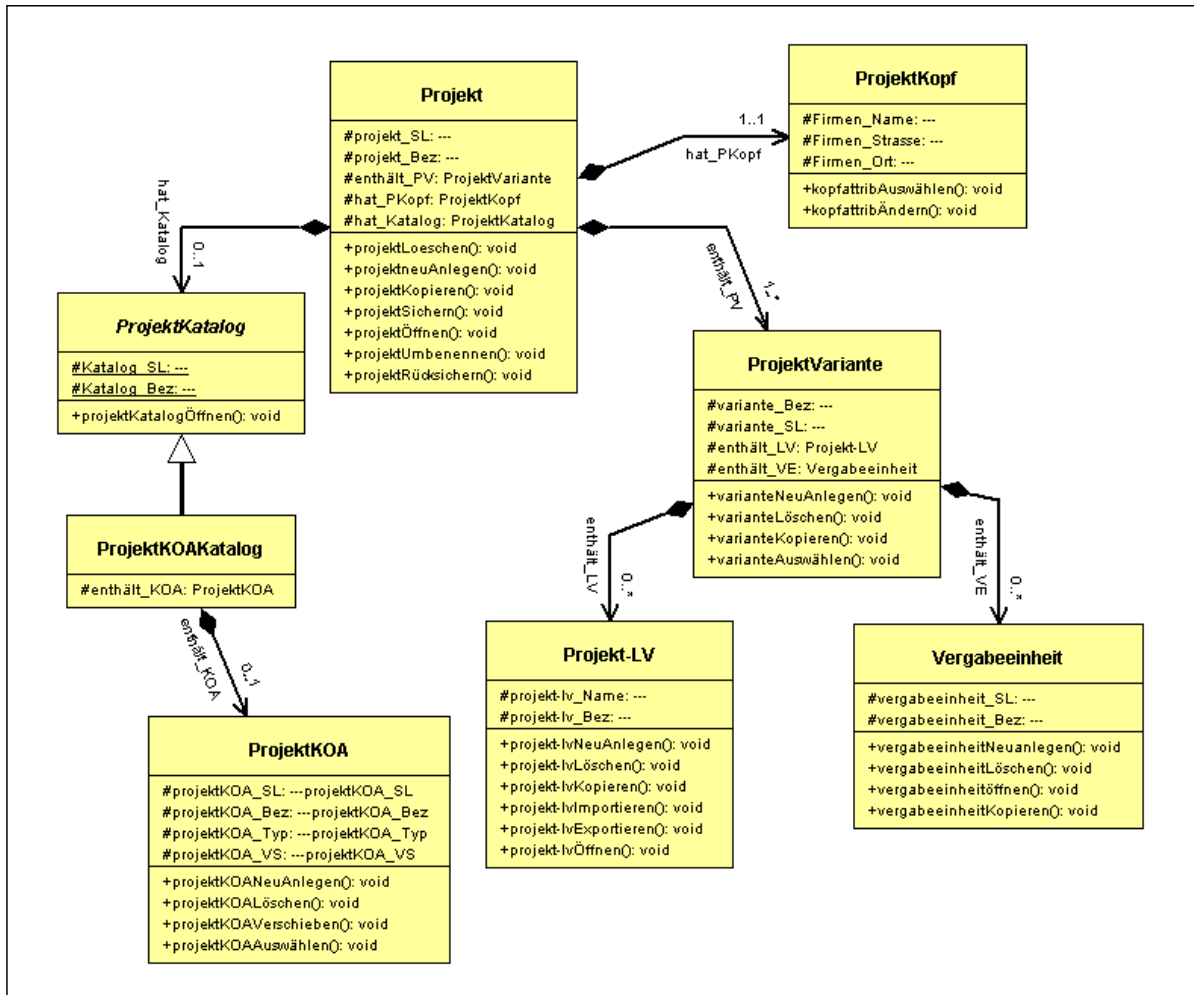 Projekt
#projekt_SL: ---
#projekt_Bez: ---
#enthält_PV: ProjektVariante
#hat_PKopf: ProjektKopf
#hat_Katalog: ProjektKatalog
+projektLoeschen(): void
+projektneuAnlegen(): void
+projektKopieren(): void
+projektSichern(): void
+projektÖffnen(): void
+projektUmbenennen(): void
+projektRücksichern(): void
1..1
hat_PKopf
ProjektKopf
#Firmen_Name: ---
#Firmen_Strasse: ---
#Firmen_Ort: ---
+kopfattribAuswählen(): void
+kopfattribÄndern(): void
hat_Katalog
0..1
enthält_PV
1..*
ProjektKatalog
#Katalog_SL: ---
#Katalog_Bez: ---
+projektKatalogÖffnen(): void
ProjektVariante
#variante_Bez: ---
#variante_SL: ---
#enthält_LV: Projekt-LV
#enthält_VE: Vergabeeinheit
+varianteNeuAnlegen(): void
+varianteLöschen(): void
+varianteKopieren(): void
+varianteAuswählen(): void
ProjektKOAKatalog
#enthält_KOA: ProjektKOA
enthält_LV
0..*
enthält_VE
0..*
enthält_KOA
0..1
Projekt-LV
#projekt-lv_Name: ---
#projekt-lv_Bez: ---
+projekt-lvNeuAnlegen(): void
+projekt-lvLöschen(): void
+projekt-lvKopieren(): void
+projekt-lvImportieren(): void
+projekt-lvExportieren(): void
+projekt-lvÖffnen(): void
Vergabeeinheit
#vergabeeinheit_SL: ---
#vergabeeinheit_Bez: ---
+vergabeeinheitNeuanlegen(): void
+vergabeeinheitLöschen(): void
+vergabeeinheitöffnen(): void
+vergabeeinheitKopieren(): void
ProjektKOA
#projektKOA_SL: ---projektKOA_SL
#projektKOA_Bez: ---projektKOA_Bez
#projektKOA_Typ: ---projektKOA_Typ
#projektKOA_VS: ---projektKOA_VS
+projektKOANeuAnlegen(): void
+projektKOALöschen(): void
+projektKOAVerschieben(): void
+projektKOAAuswählen(): void